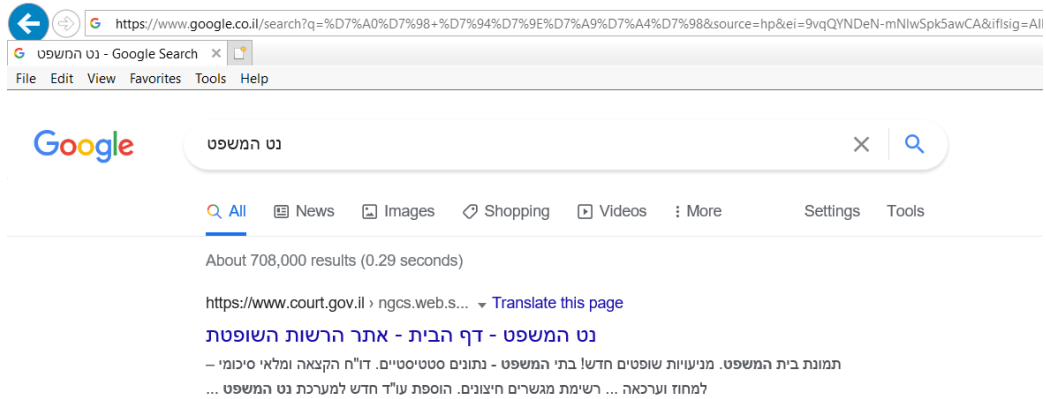 https://www.google.co.il/search?q=%D7%A0%D7%98+%D7%94%D7%9E%D7%A9%D7%A4%D7%98&source=hp&ei=9vqQYNDeN-mNlwSpk5awCA&iflsig=AI
נט המשפט - Google Search
File Edit View Favorites Tools Help
Google
נט המשפט
All News Images Shopping Videos More Settings Tools
About 708,000 results (0.29 seconds)
https://www.court.gov.il › ngcs.web.s... Translate this page
נט המשפט - דף הבית - אתר הרשות השופטת
תמונת בית המשפט. מניעויות שופטים חדש! בתי המשפט - נתונים סטטיסטיים. דו"ח הקצאה ומלאי סיכומי –
למחוז וערכאה ... רשימת מגשרים חיצונים. הוספת עו"ד חדש למערכת נט המשפט ...